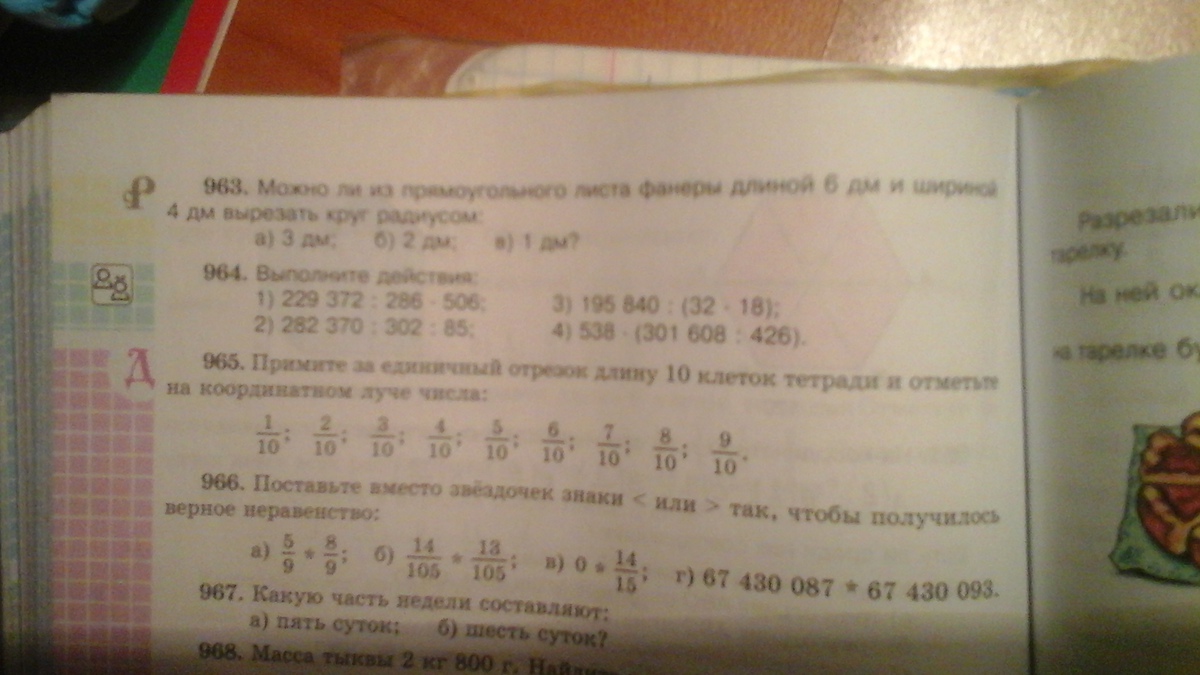 963. Можно ли из прямоугольного листа фанеры длиной 6 дм и шириной
4 дм вырезать круг радиусом:
а) 3 дм; б) 2 дм; в) 1 дм?
964. Выполните действия:
1) 229 372 : 286 · 506; 3) 195 840 : (32 · 18);
2) 282 370 : 302 : 85; 4) 538 · (301 608 : 426).
Д
965. Примите за единичный отрезок длину 10 клеток тетради и отметьте
на координатном луче числа:
1/10; 2/10; 3/10; 4/10; 5/10; 6/10; 7/10; 8/10; 9/10.
966. Поставьте вместо звёздочек знаки < или > так, чтобы получилось
верное неравенство:
а) 5/9 * 8/9; б) 14/105 * 13/105; в) 0 * 14/15; г) 67 430 087 * 67 430 093.
967. Какую часть недели составляют:
а) пять суток; б) шесть суток?
968. Масса тыквы 2 кг 800 г.
Разрезали
тарелку.
На ней ок
на тарелке бу